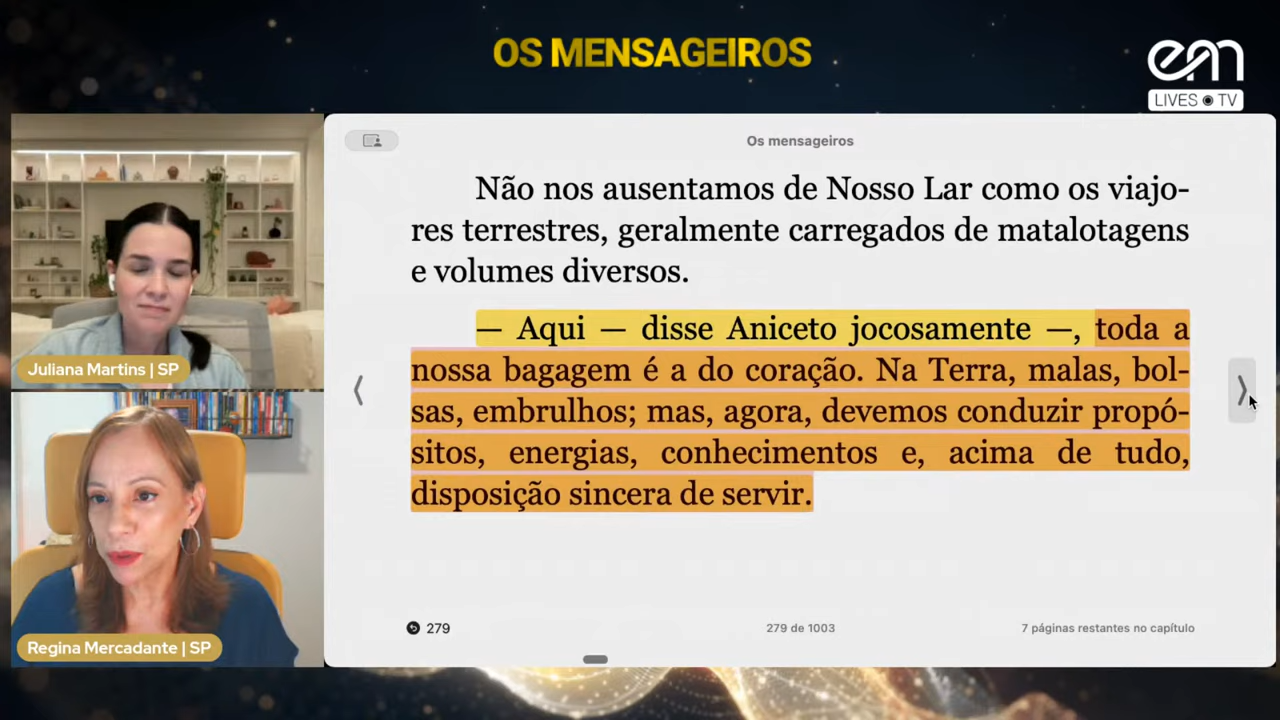 OS MENSAGEIROS
em
LIVES TV
Os mensageiros
Não nos ausentamos de Nosso Lar como os viajo-
res terrestres, geralmente carregados de matalotagens
e volumes diversos.
— Aqui — disse Aniceto jocosamente —, toda a
nossa bagagem é a do coração. Na Terra, malas, bol-
sas, embrulhos; mas, agora, devemos conduzir propó-
sitos, energias, conhecimentos e, acima de tudo,
disposição sincera de servir.
Juliana Martins | SP
Regina Mercadante | SP
279
279 de 1003
7 páginas restantes no capítulo